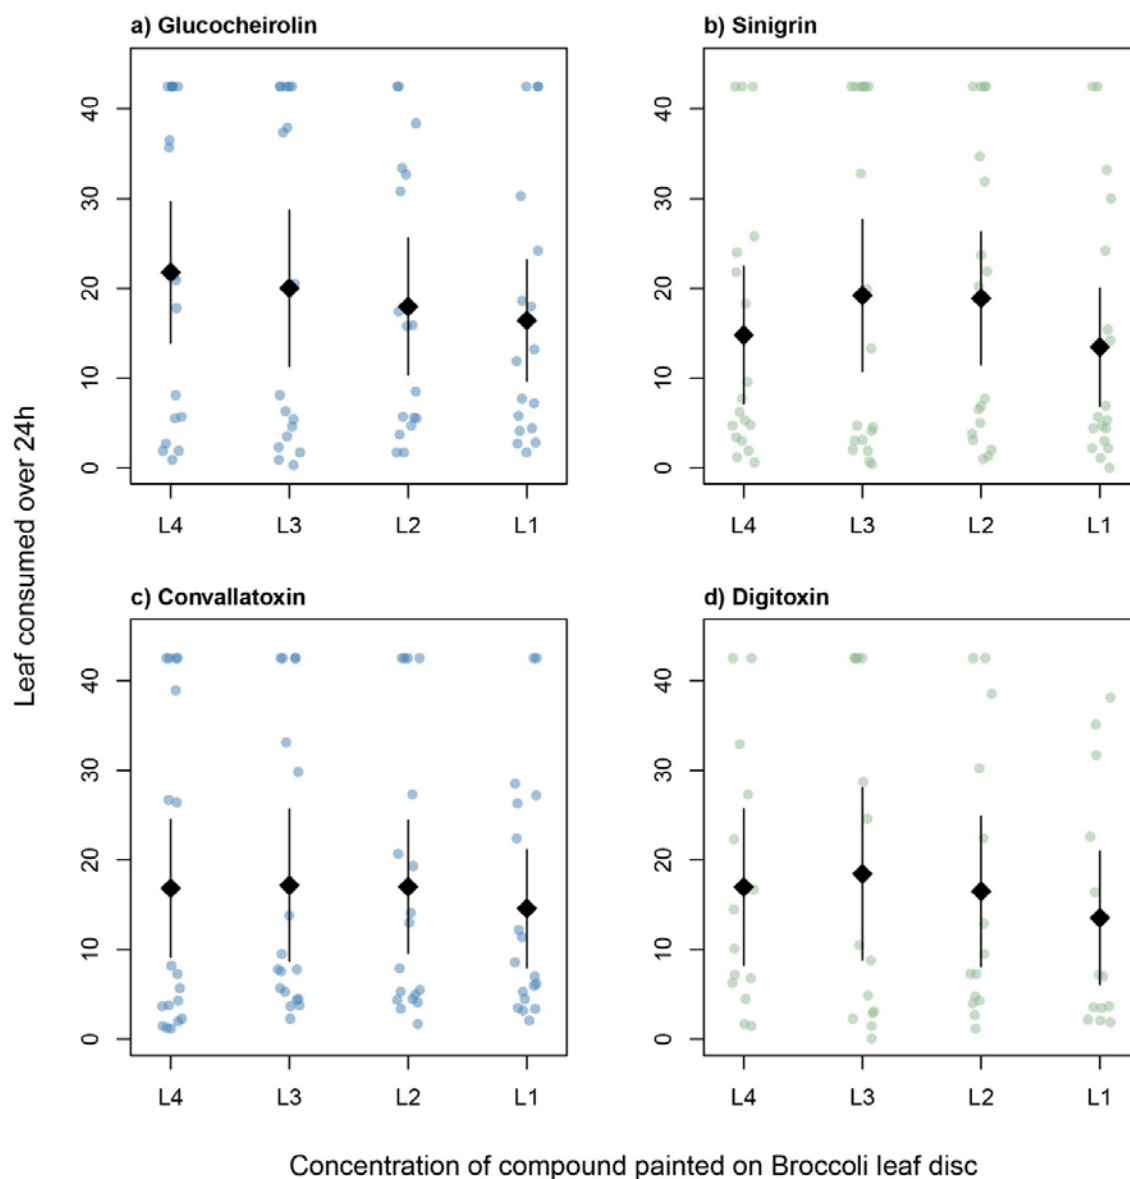 a) Glucocheirolin
b) Sinigrin
40
30
20
10
0
L4 L3 L2 L1
40
30
20
10
0
L4 L3 L2 L1
Leaf consumed over 24h
c) Convallatoxin
d) Digitoxin
40
30
20
10
0
L4 L3 L2 L1
40
30
20
10
0
L4 L3 L2 L1
Concentration of compound painted on Broccoli leaf disc